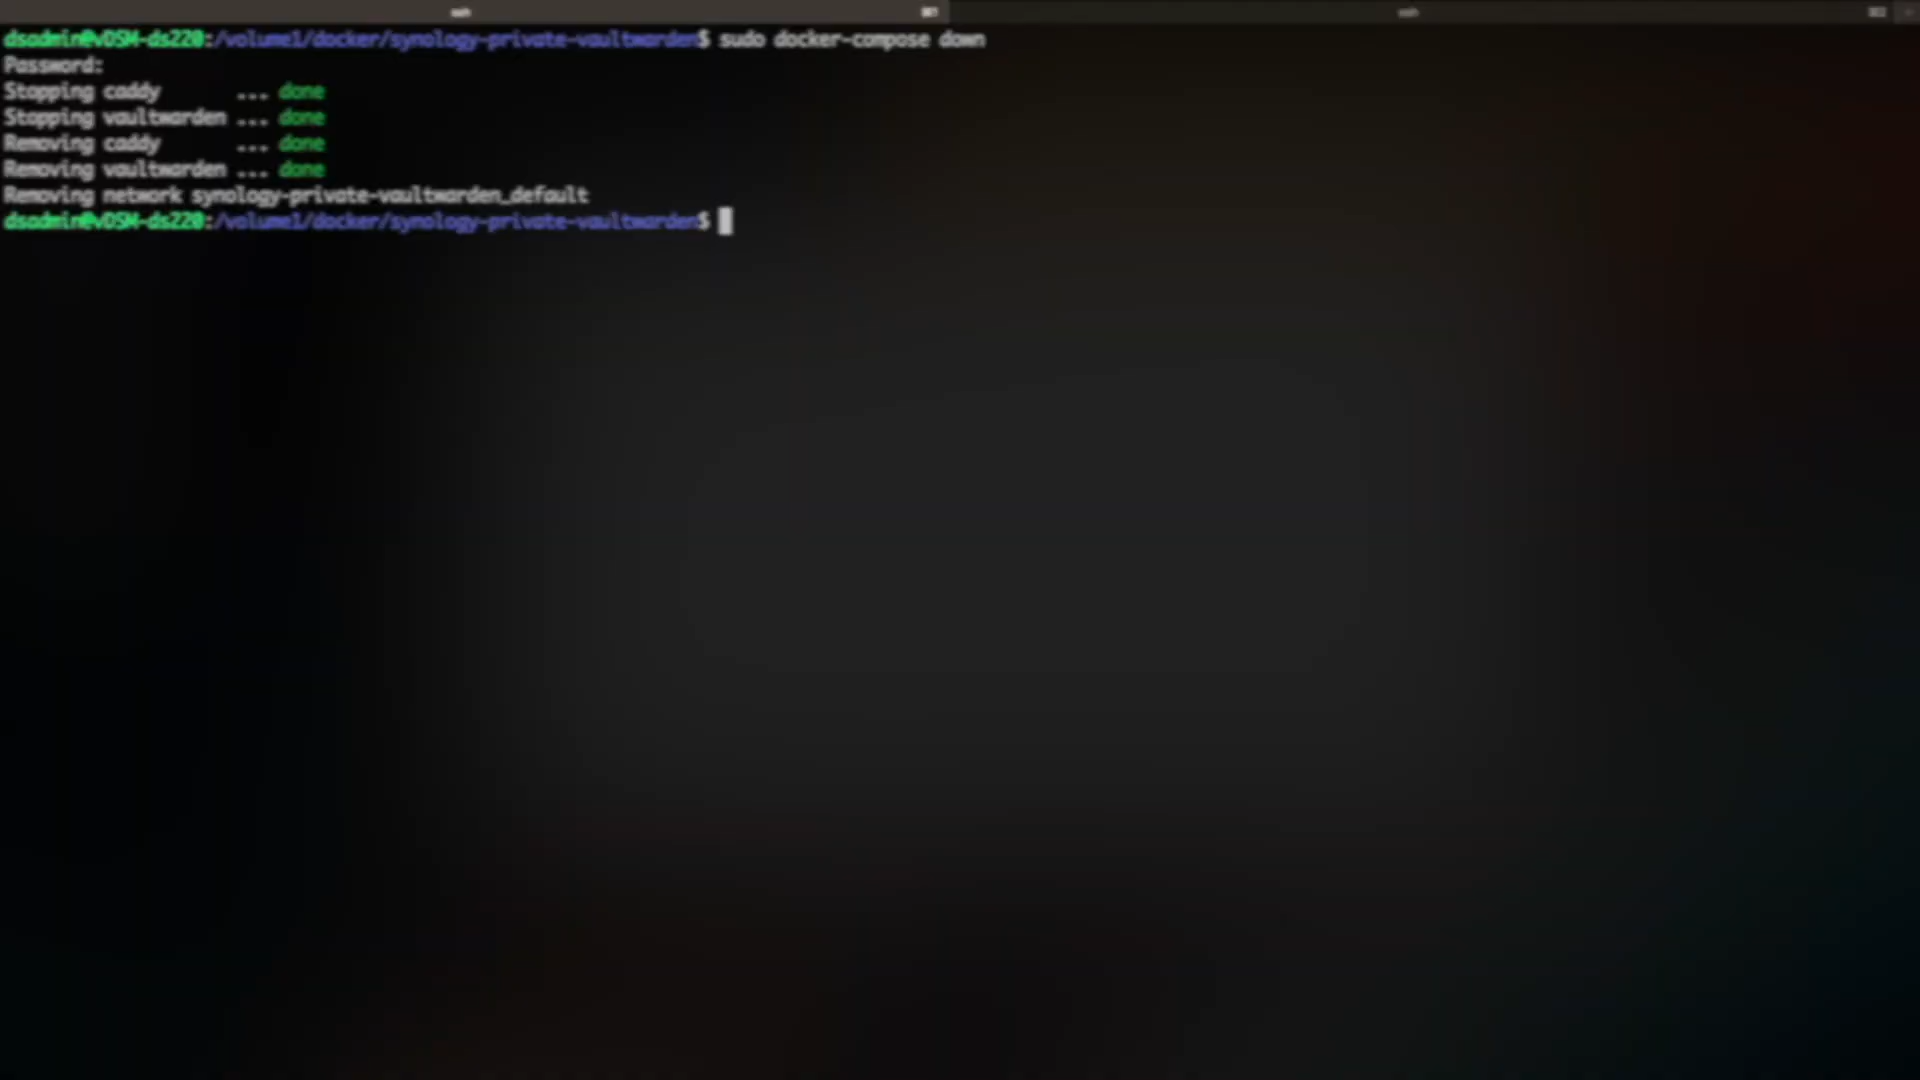 dsadmin@vDSM-ds220:/volume1/docker/synology-private-vaultwarden$ sudo docker-compose down
Password:
Stopping caddy ... done
Stopping vaultwarden ... done
Removing caddy ... done
Removing vaultwarden ... done
Removing network synology-private-vaultwarden_default
dsadmin@vDSM-ds220:/volume1/docker/synology-private-vaultwarden$